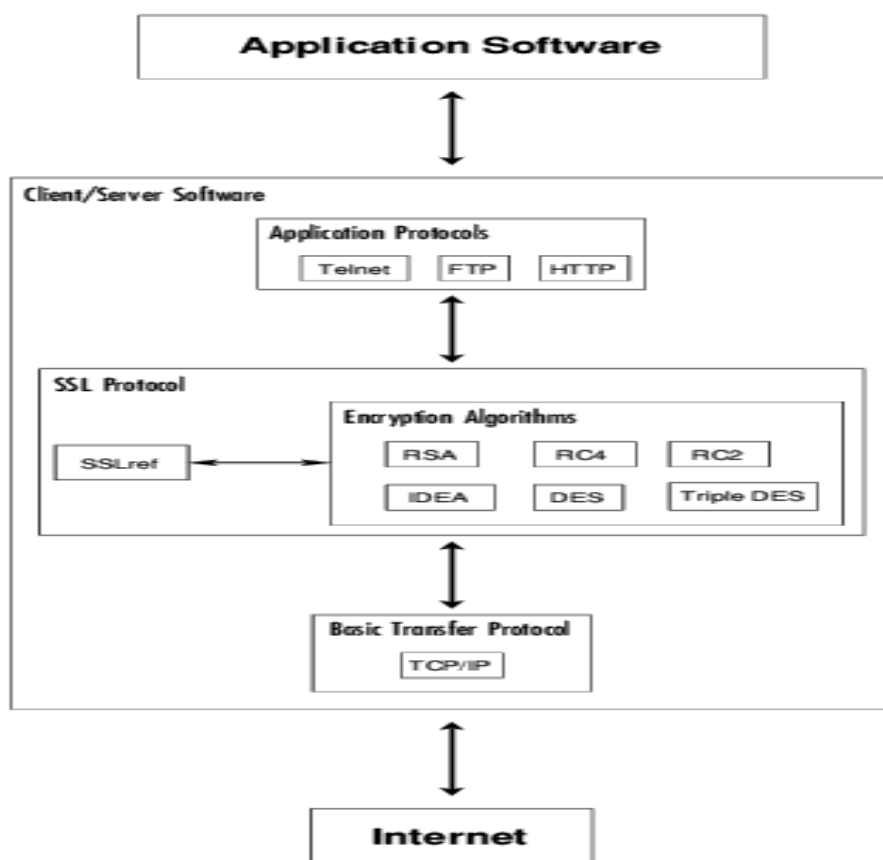 Application Software
Client/Server Software
Application Protocols
Telnet FTP HTTP
SSL Protocol
Encryption Algorithms
SSLref RSA RC4 RC2
IDEA DES Triple DES
Basic Transfer Protocol
TCP/IP
Internet